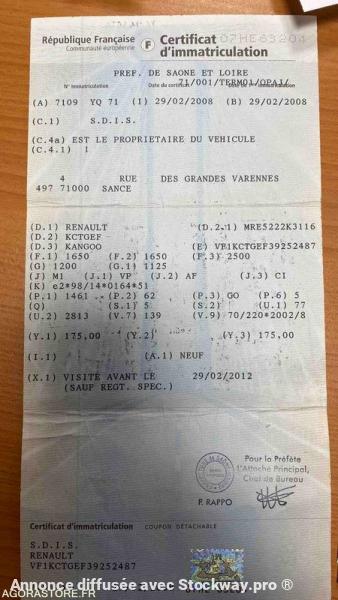 République Française
Communauté européenne
F
Certificat
d'immatriculation
07HE63204
PREF. DE SAONE ET LOIRE
71/001/TERM01/OPAJ/
N° Immatriculation
Date du certificat
(A) 7109 YQ 71 (I) 29/02/2008 (B) 29/02/2008
(C.1) S.D.I.S.
(C.4a) EST LE PROPRIETAIRE DU VEHICULE
(C.4.1) 1
4 RUE DES GRANDES VARENNES
497 71000 SANCE
(D.1) RENAULT (D.2.1) MRE5222K3116
(D.2) KCTGEF
(D.3) KANGOO (E) VF1KCTGEF39252487
(F.1) 1650 (F.2) 1650 (F.3) 2500
(G) 1200 (G.1) 1125
(J) M1 (J.1) VP (J.2) AF (J.3) CI
(K) e2*98/14*0164*51
(P.1) 1461 (P.2) 62 (P.3) GO (P.6) 5
(Q) (S.1) 5 (S.2) (U.1) 77
(U.2) 2813 (V.7) 139 (V.9) 70/220*2002/8
(Y.1) 175,00 (Y.2) (Y.3) 175,00
(I.1) (A.1) NEUF
(X.1) VISITE AVANT LE 29/02/2012
(SAUF REGT. SPEC.)
Pour la Préfète
L'Attaché Principal,
Chef de Bureau
P. RAPPO
Certificat d'immatriculation COUPON DÉTACHABLE
S.D.I.S.
RENAULT
VF1KCTGEF39252487
Annonce diffusée avec Stockway.pro ®
AGORASTORE.FR